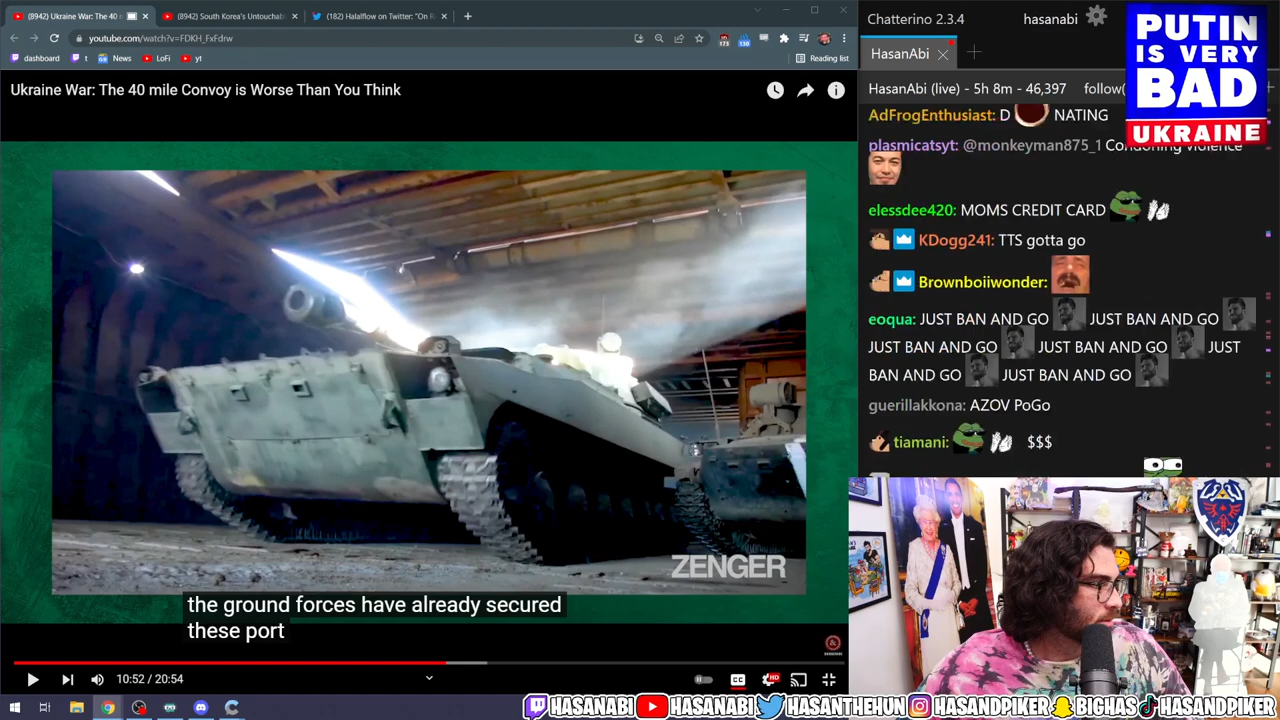 (8942) Ukraine War: The 40 m
(8942) South Korea's Untouchab
(182) Halalflow on Twitter: "On R
youtube.com/watch?v=FDKH_FxFdrw
173
130
dashboard
t
News
LoFi
yt
Reading list
Ukraine War: The 40 mile Convoy is Worse Than You Think
ZENGER
the ground forces have already secured
these port
10:52 / 20:54
CC
HD
Chatterino 2.3.4
hasanabi
HasanAbi
HasanAbi (live) - 5h 8m - 46,397
follow(
PUTIN
IS VERY
BAD
UKRAINE
AdFrogEnthusiast: D NATING
plasmicatsyt: @monkeyman875_1 Condoning violence
elessdee420: MOMS CREDIT CARD
KDogg241: TTS gotta go
Brownboiiwonder:
eoqua: JUST BAN AND GO JUST BAN AND GO
JUST BAN AND GO JUST BAN AND GO JUST
BAN AND GO JUST BAN AND GO
guerillakkona: AZOV PoGo
tiamani: $$$
HASANABI HASANABI HASANTHEHUN HASANDPIKER BIGHAS HASANDPIKER